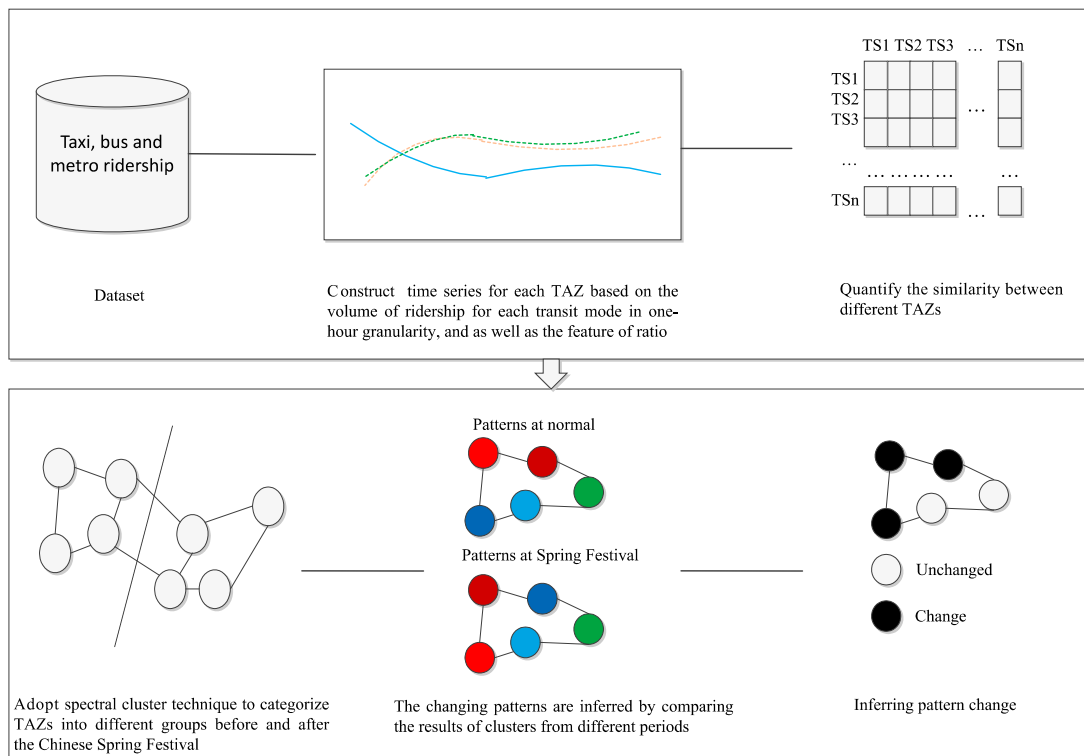 Taxi, bus and
metro ridership
Dataset
Construct time series for each TAZ based on the
volume of ridership for each transit mode in one-
hour granularity, and as well as the feature of ratio
TS1 TS2 TS3 … TSn
TS1
TS2
TS3
…
…
… … … … … …
TSn
…
Quantify the similarity between
different TAZs
Adopt spectral cluster technique to categorize
TAZs into different groups before and after
the Chinese Spring Festival
Patterns at normal
Patterns at Spring Festival
The changing patterns are inferred by comparing
the results of clusters from different periods
Unchanged
Change
Inferring pattern change